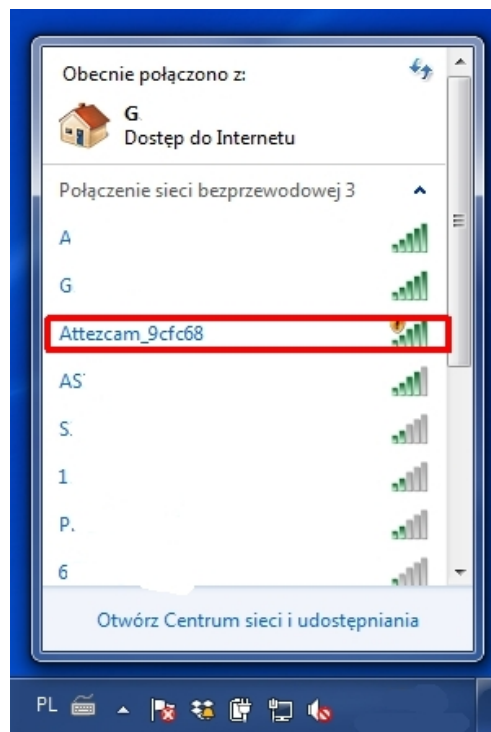 Obecnie połączono z:
G.
Dostęp do Internetu
Połączenie sieci bezprzewodowej 3
A
G
Attezcam_9cfc68
AS
S.
1
P.
6
Otwórz Centrum sieci i udostępniania
PL